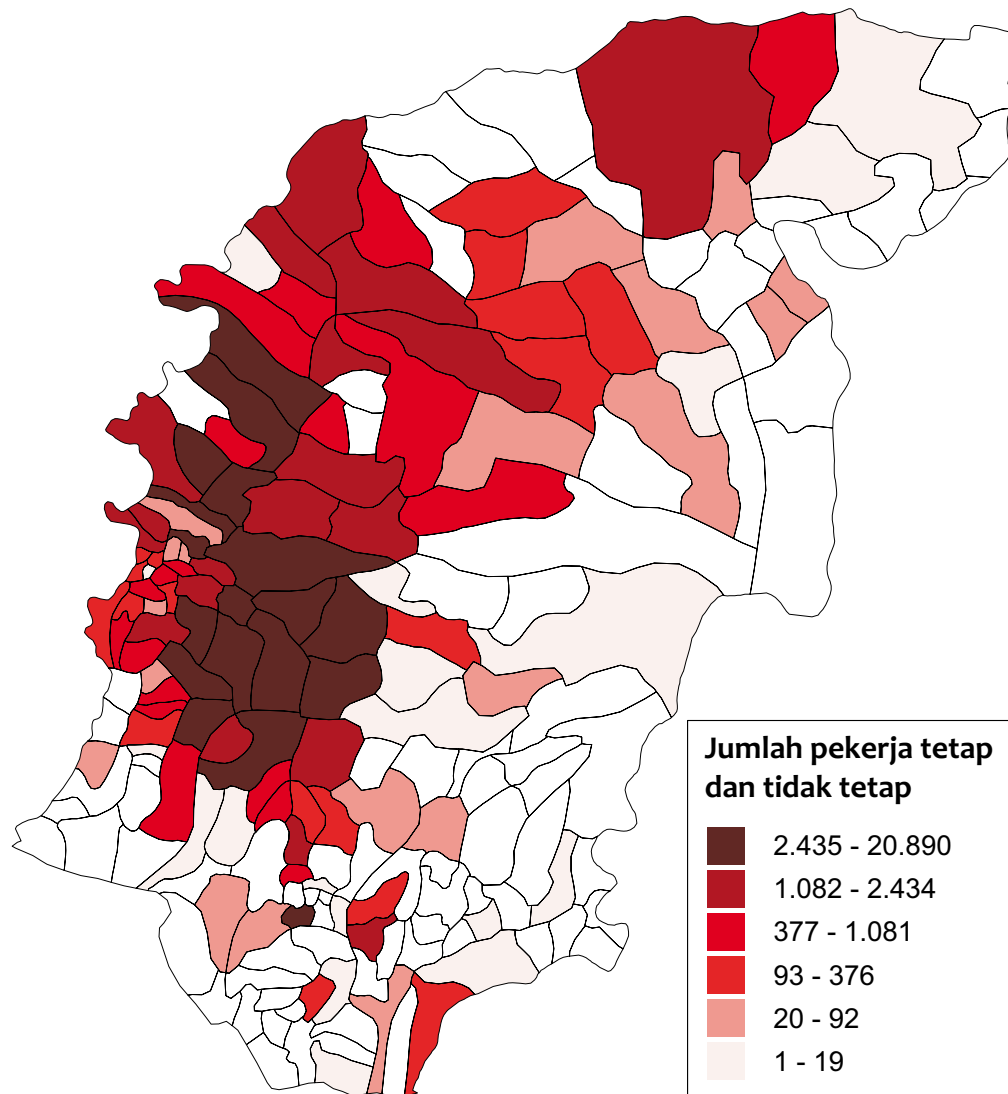 Jumlah pekerja tetap
dan tidak tetap
2.435 - 20.890
1.082 - 2.434
377 - 1.081
93 - 376
20 - 92
1 - 19